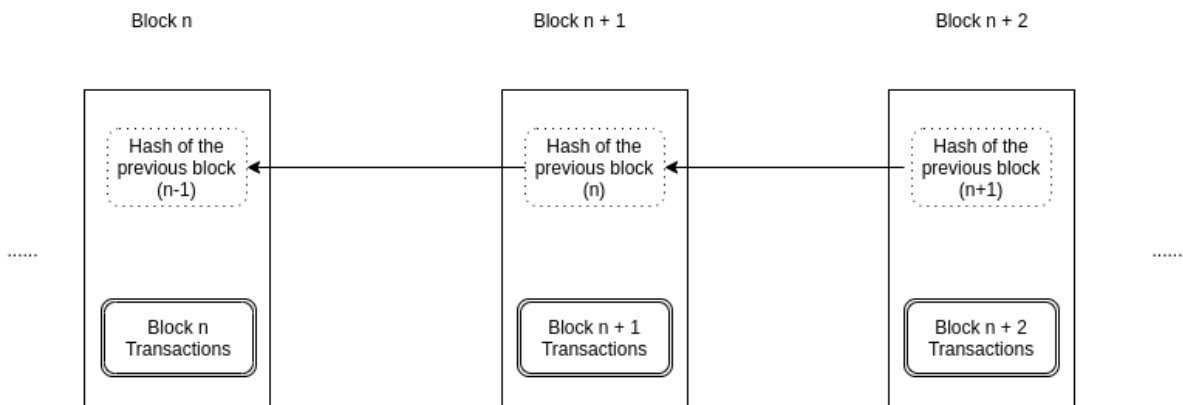 Block n
Block n + 1
Block n + 2
Hash of the
previous block
(n-1)
Hash of the
previous block
(n)
Hash of the
previous block
(n+1)
......
......
Block n
Transactions
Block n + 1
Transactions
Block n + 2
Transactions